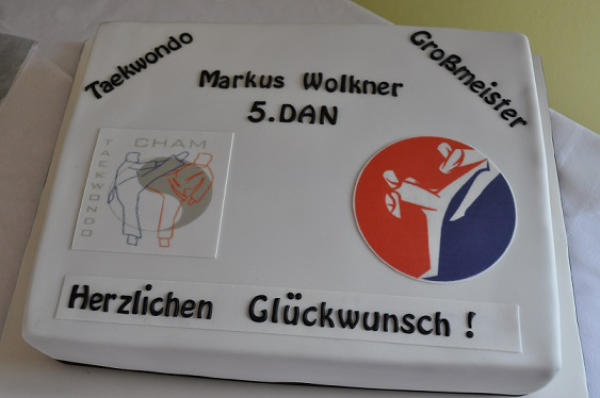 Taekwondo
Großmeister
Markus Wolkner
5.DAN
CHAM
TAEKWONDO
Herzlichen Glückwunsch !